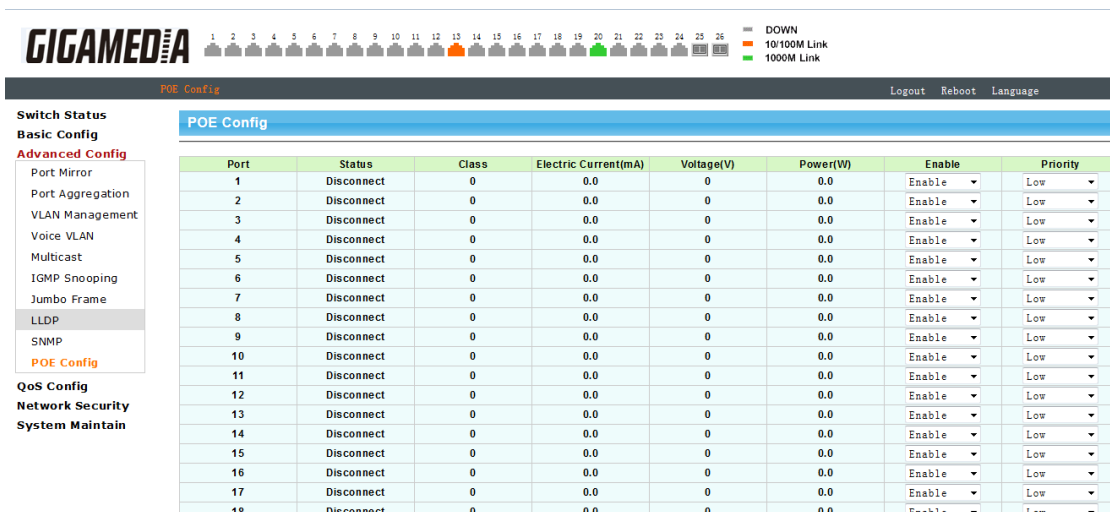 GIGAMEDIA
1 2 3 4 5 6 7 8 9 10 11 12 13 14 15 16 17 18 19 20 21 22 23 24 25 26
DOWN
10/100M Link
1000M Link
POE Config Logout Reboot Language
Switch Status
Basic Config
Advanced Config
Port Mirror
Port Aggregation
VLAN Management
Voice VLAN
Multicast
IGMP Snooping
Jumbo Frame
LLDP
SNMP
POE Config
QoS Config
Network Security
System Maintain
POE Config
Port Status Class Electric Current(mA) Voltage(V) Power(W) Enable Priority
1 Disconnect 0 0.0 0 0.0 Enable Low
2 Disconnect 0 0.0 0 0.0 Enable Low
3 Disconnect 0 0.0 0 0.0 Enable Low
4 Disconnect 0 0.0 0 0.0 Enable Low
5 Disconnect 0 0.0 0 0.0 Enable Low
6 Disconnect 0 0.0 0 0.0 Enable Low
7 Disconnect 0 0.0 0 0.0 Enable Low
8 Disconnect 0 0.0 0 0.0 Enable Low
9 Disconnect 0 0.0 0 0.0 Enable Low
10 Disconnect 0 0.0 0 0.0 Enable Low
11 Disconnect 0 0.0 0 0.0 Enable Low
12 Disconnect 0 0.0 0 0.0 Enable Low
13 Disconnect 0 0.0 0 0.0 Enable Low
14 Disconnect 0 0.0 0 0.0 Enable Low
15 Disconnect 0 0.0 0 0.0 Enable Low
16 Disconnect 0 0.0 0 0.0 Enable Low
17 Disconnect 0 0.0 0 0.0 Enable Low
18 Disconnect 0 0.0 0 0.0 Enable Low